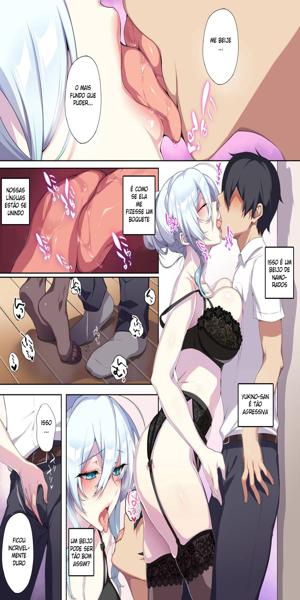 ME BEIJE
O MAIS
FUNDO QUE
PUDER...
NOSSAS
LÍNGUAS
ESTÃO SE
UNINDO
É COMO
SE ELA
ME
FIZESSE UM
BOQUETE
ISSO É UM
BEIJO DE
NAMO-
RADOS
YUKINO-SAN
É TÃO
AGRESSIVA
ISSO
...
FICOU
INCRIVEL-
MENTE
DURO
UM BEIJO
PODE SER
TÃO BOM
ASSIM?